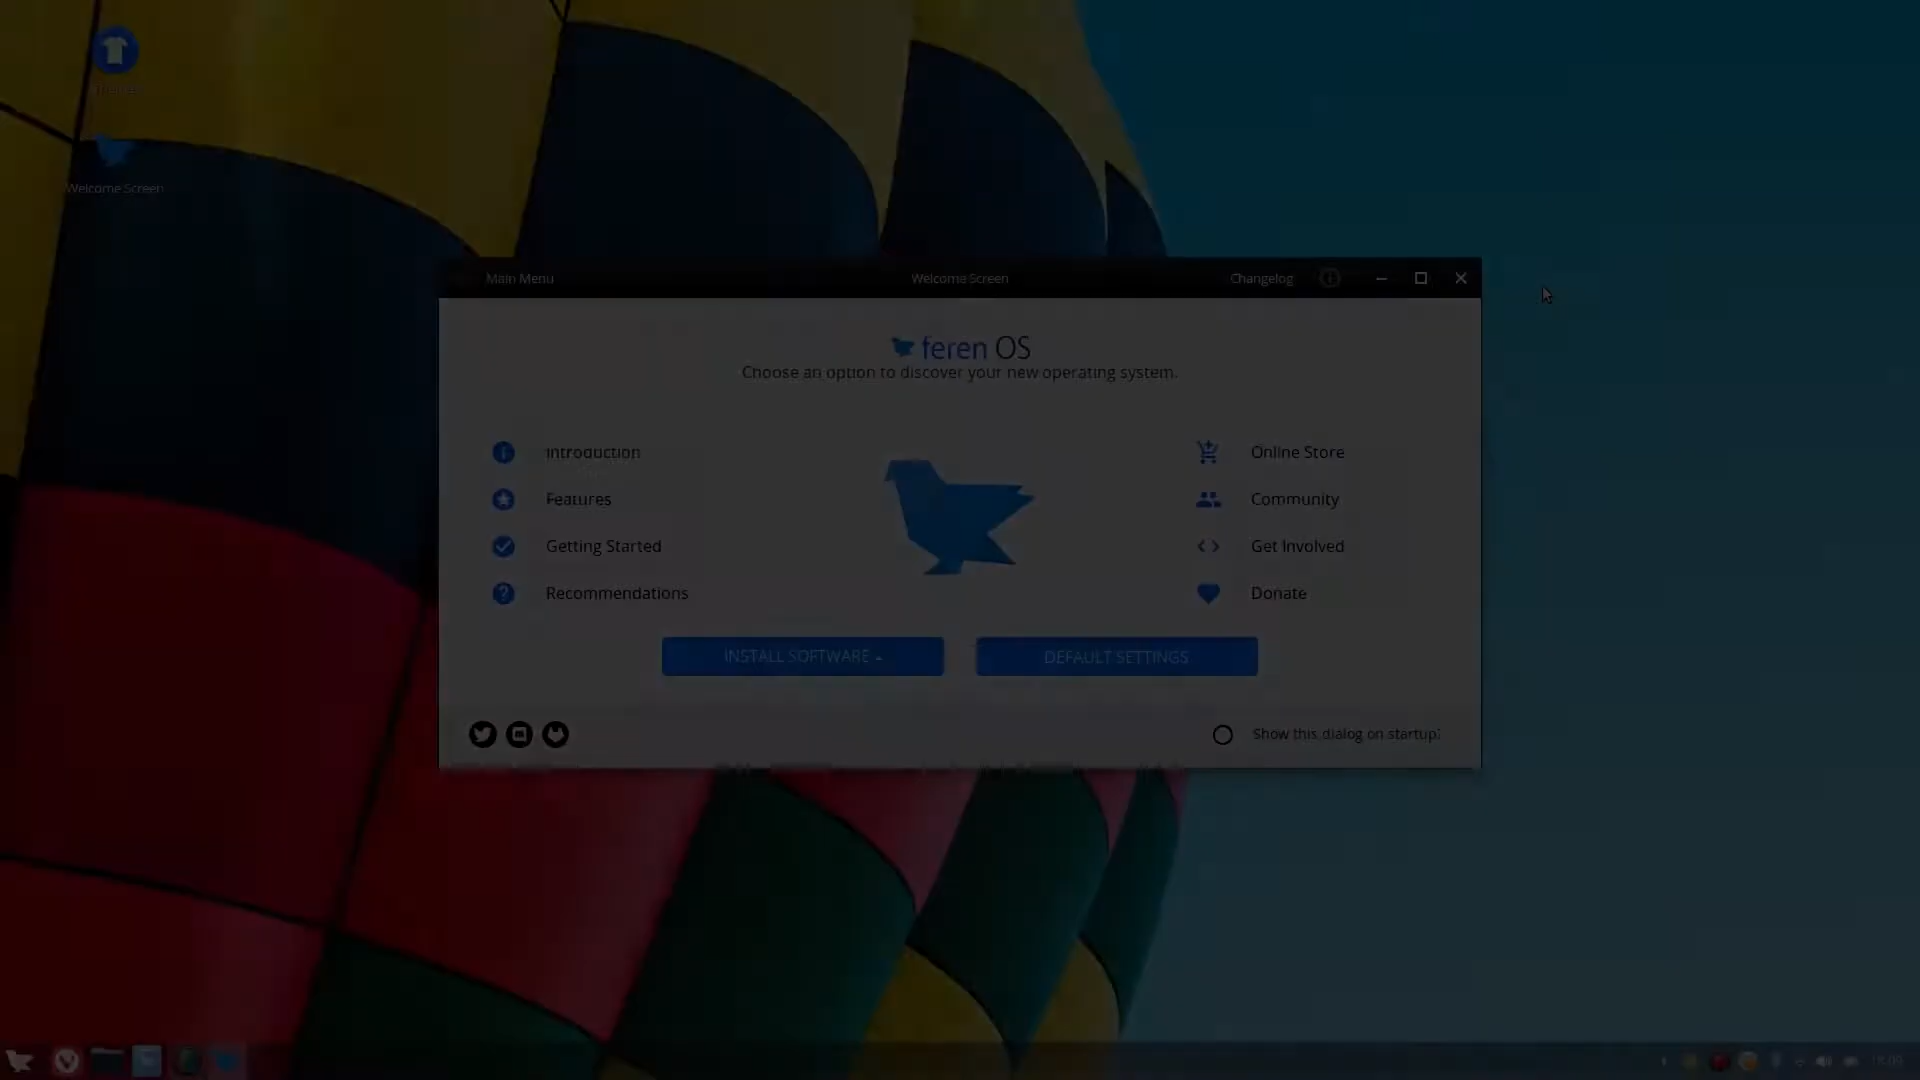 Themes
Welcome Screen
Main Menu
Welcome Screen
Changelog
feren OS
Choose an option to discover your new operating system.
Introduction
Features
Getting Started
Recommendations
Online Store
Community
Get Involved
Donate
INSTALL SOFTWARE
DEFAULT SETTINGS
Show this dialog on startup?